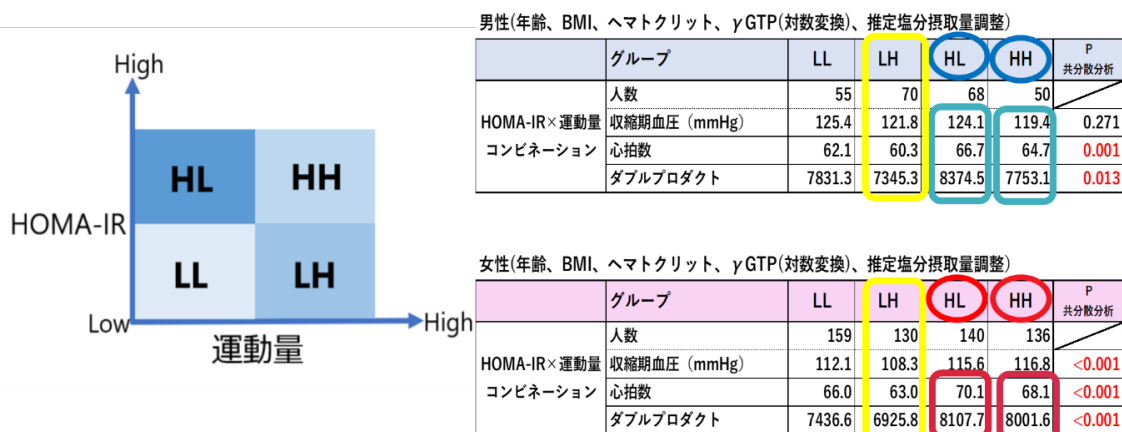 High
HL HH
HOMA-IR
LL LH
Low High
運動量
男性(年齢、BMI、ヘマトクリット、γGTP(対数変換)、推定塩分摂取量調整)
グループ LL LH HL HH P 共分散分析
人数 55 70 68 50
HOMA-IR×運動量 収縮期血圧（mmHg） 125.4 121.8 124.1 119.4 0.271
コンビネーション 心拍数 62.1 60.3 66.7 64.7 0.001
ダブルプロダクト 7831.3 7345.3 8374.5 7753.1 0.013
女性(年齢、BMI、ヘマトクリット、γGTP(対数変換)、推定塩分摂取量調整)
グループ LL LH HL HH P 共分散分析
人数 159 130 140 136
HOMA-IR×運動量 収縮期血圧（mmHg） 112.1 108.3 115.6 116.8 <0.001
コンビネーション 心拍数 66.0 63.0 70.1 68.1 <0.001
ダブルプロダクト 7436.6 6925.8 8107.7 8001.6 <0.001